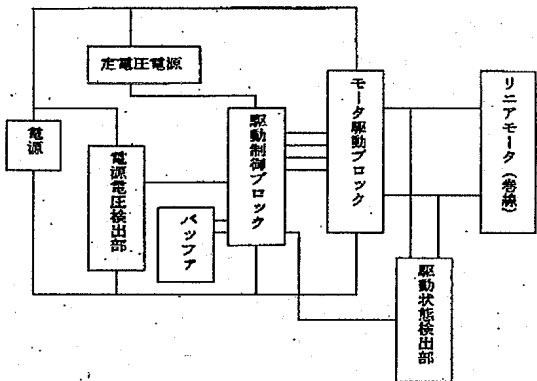 定電圧電源
電源
電源電圧検出部
バッファ
駆動制御ブロック
モータ駆動ブロック
リニアモータ(巻線)
駆動状態検出部